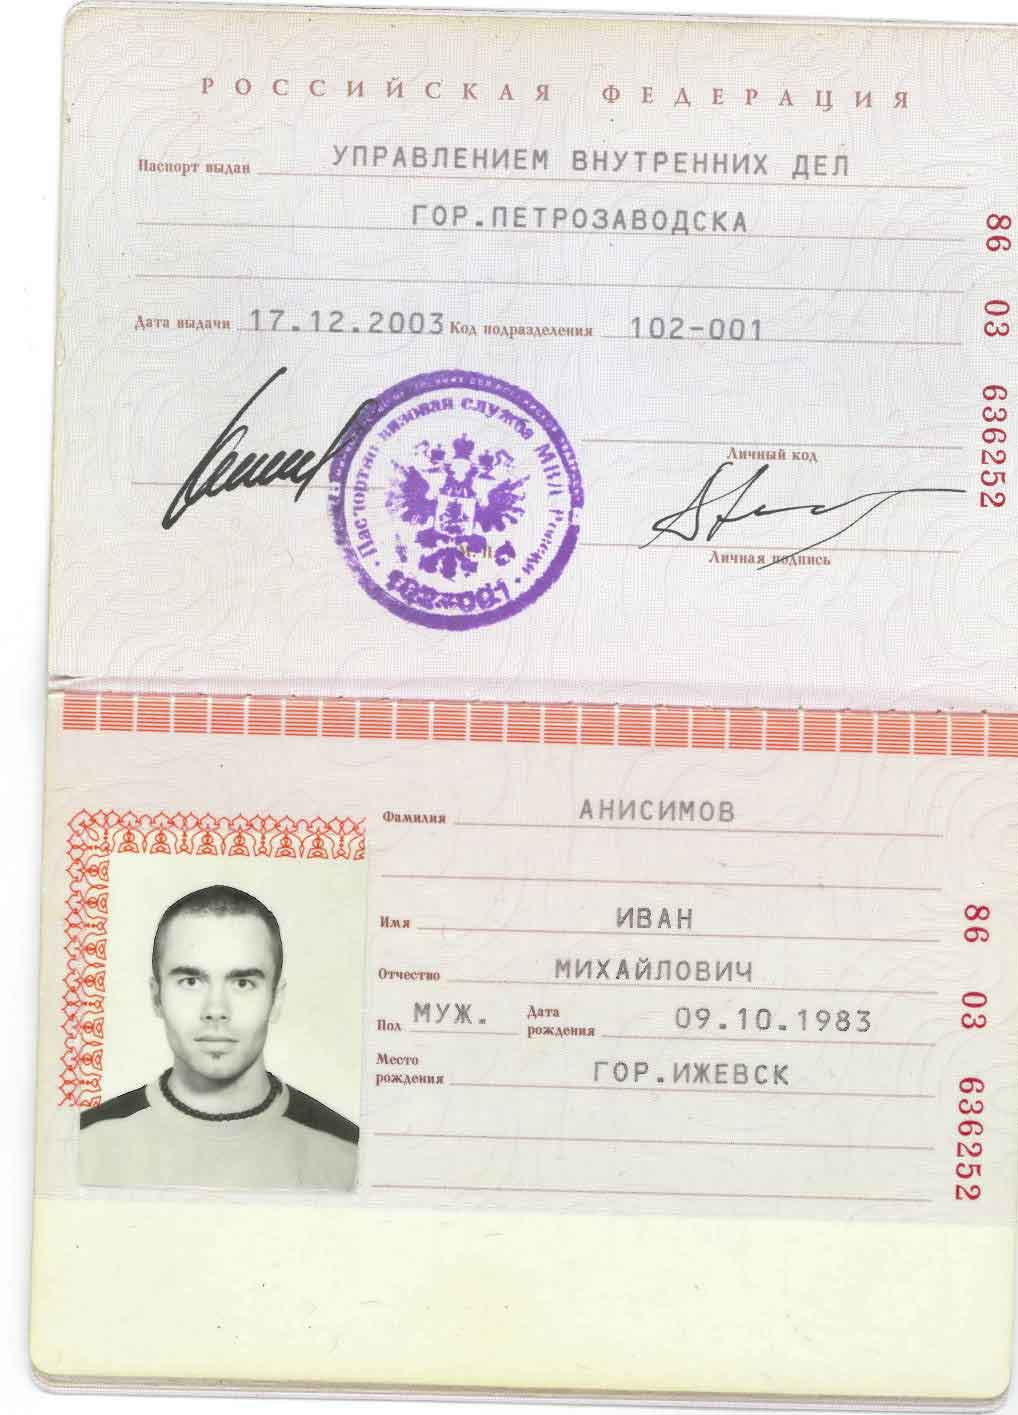 РОССИЙСКАЯ ФЕДЕРАЦИЯ
Паспорт выдан УПРАВЛЕНИЕМ ВНУТРЕННИХ ДЕЛ
ГОР.ПЕТРОЗАВОДСКА
Дата выдачи 17.12.2003 Код подразделения 102-001
Личный код
Личная подпись
Паспортно визовая служба МВД России
М. П.
102-001
86 03 636252
Фамилия АНИСИМОВ
Имя ИВАН
Отчество МИХАЙЛОВИЧ
Пол МУЖ. Дата рождения 09.10.1983
Место рождения ГОР.ИЖЕВСК
86 03 636252